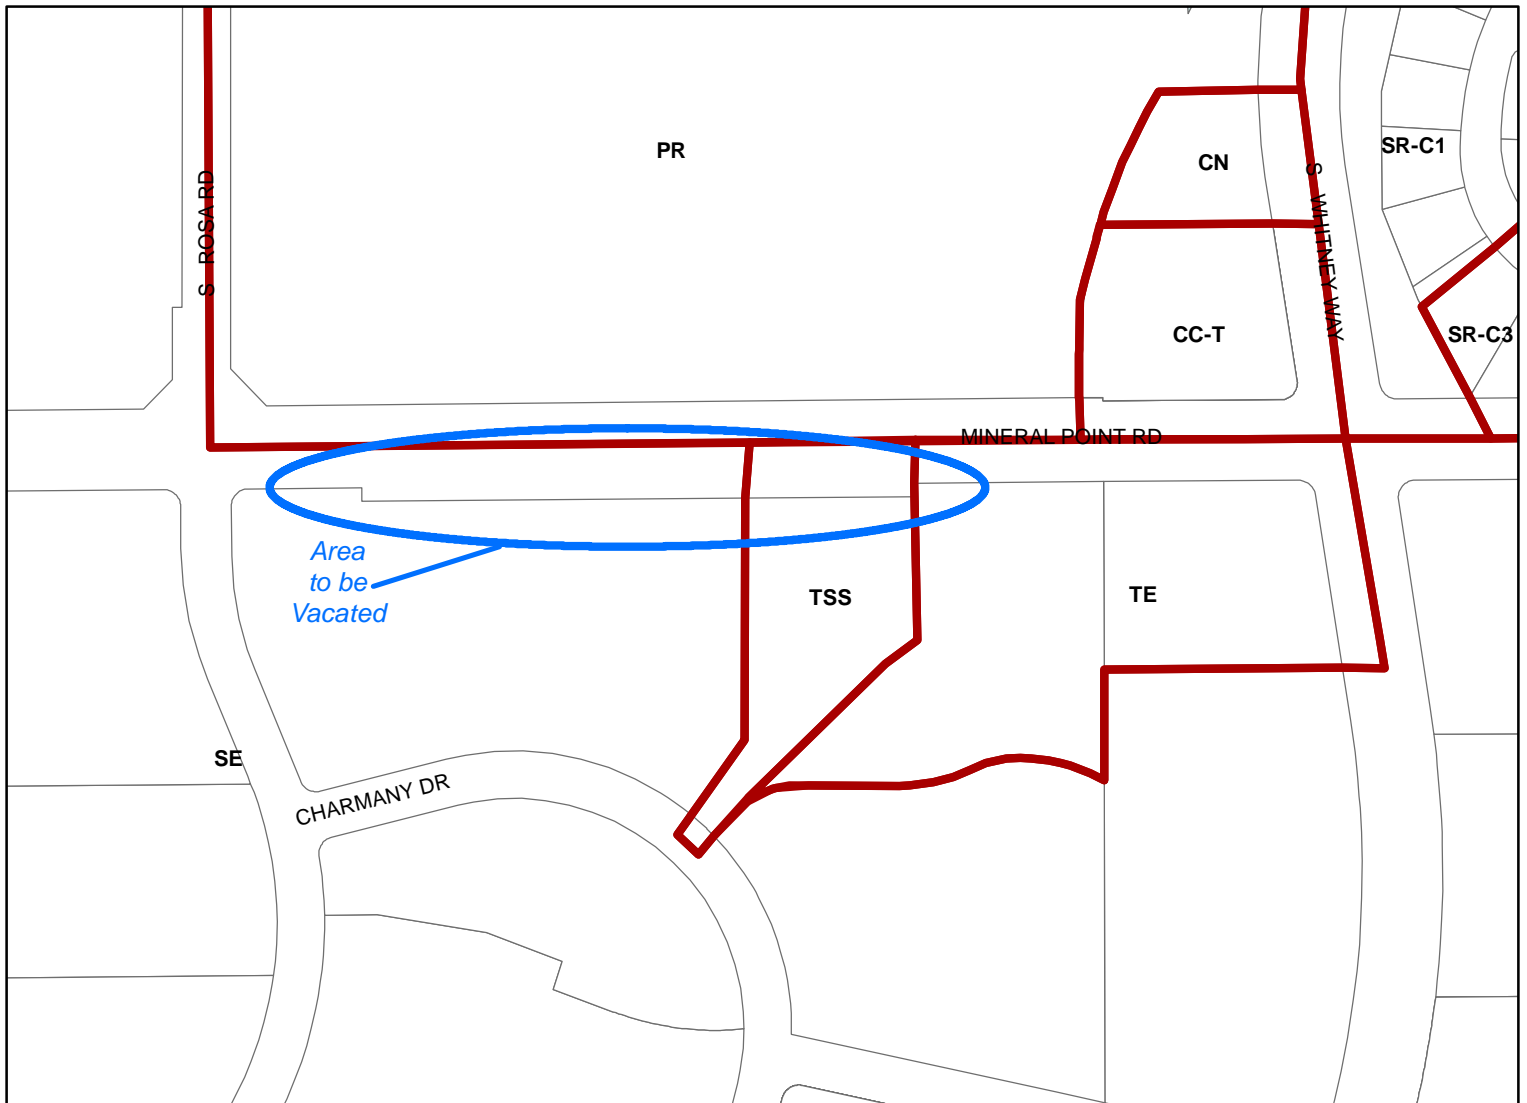 PR
CN
SR-C1
S ROSA RD
S WHITNEY WAY
CC-T
SR-C3
MINERAL POINT RD
Area
to be
Vacated
TSS
TE
SE
CHARMANY DR